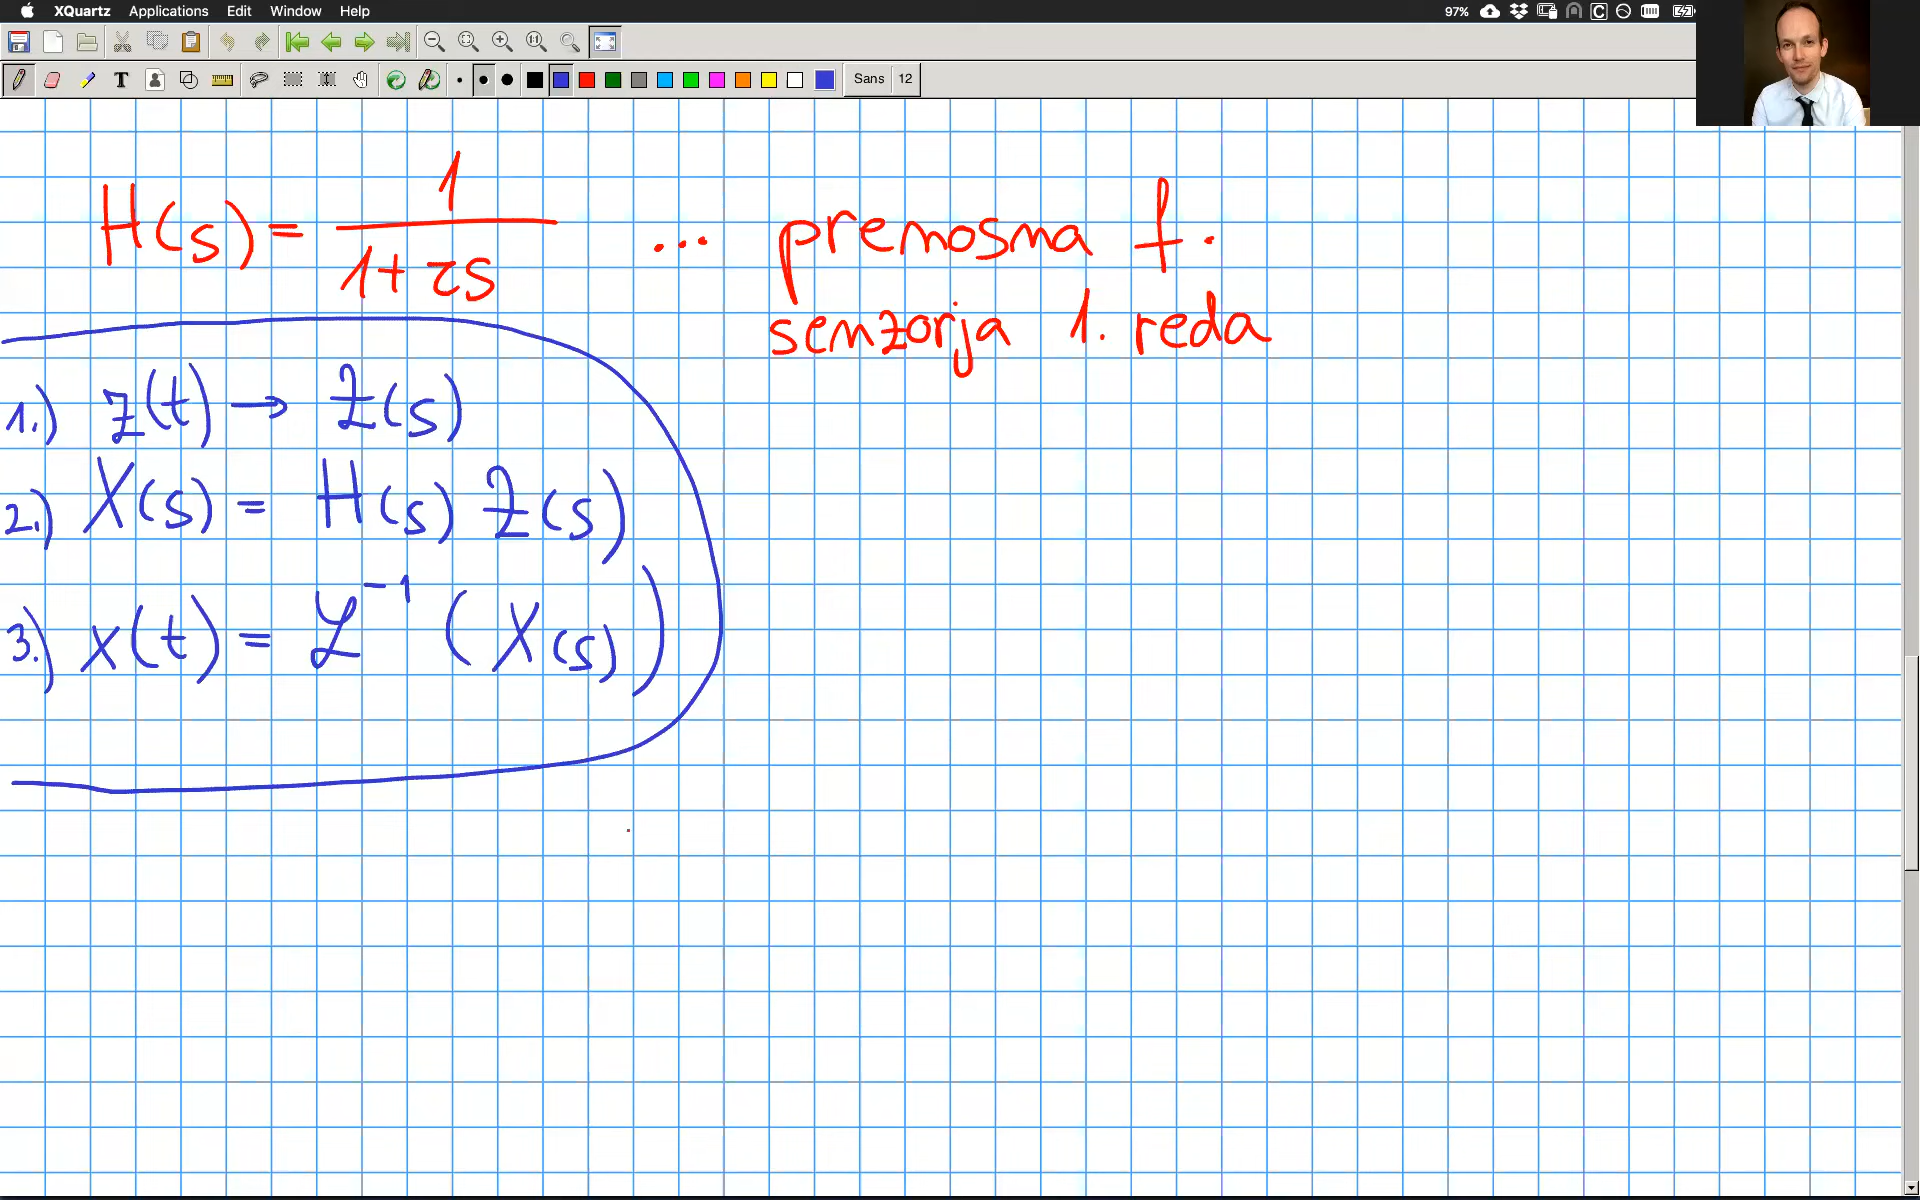 XQuartz Applications Edit Window Help 97%
Sans 12
H(s) = 1/(1+τs) ... prenosna f.
senzorja 1. reda
1.) z(t) → Z(s)
2.) X(s) = H(s) Z(s)
3.) x(t) = ℒ⁻¹ (X(s))